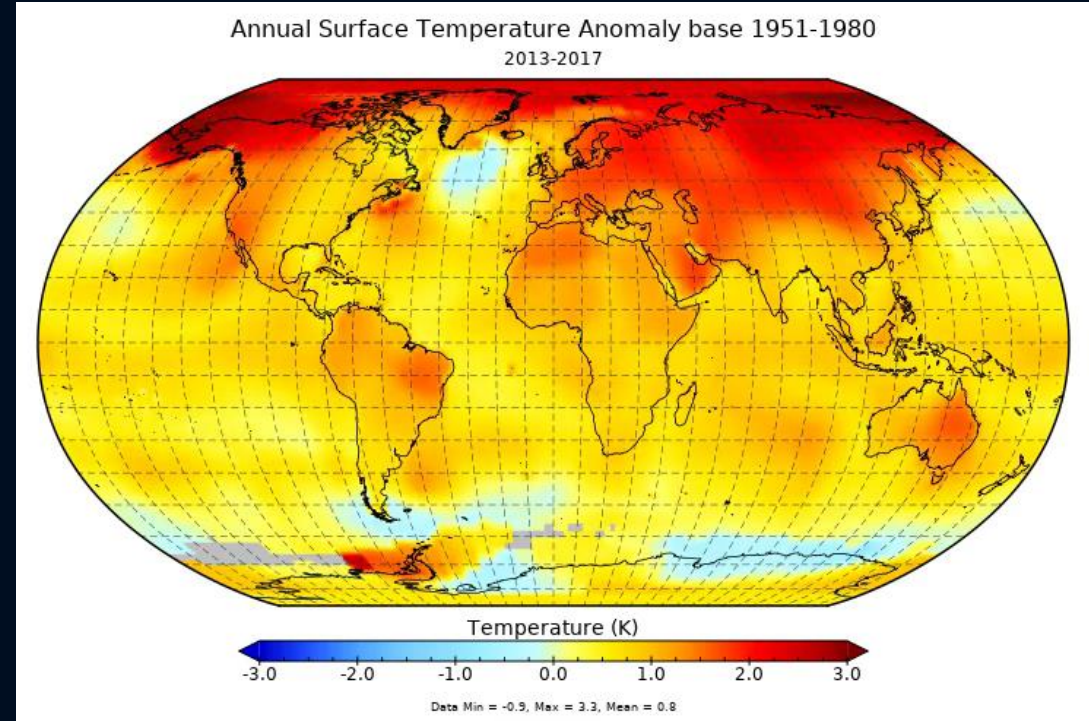 Annual Surface Temperature Anomaly base 1951-1980
2013-2017
Temperature (K)
-3.0 -2.0 -1.0 0.0 1.0 2.0 3.0
Data Min = -0.9, Max = 3.3, Mean = 0.8